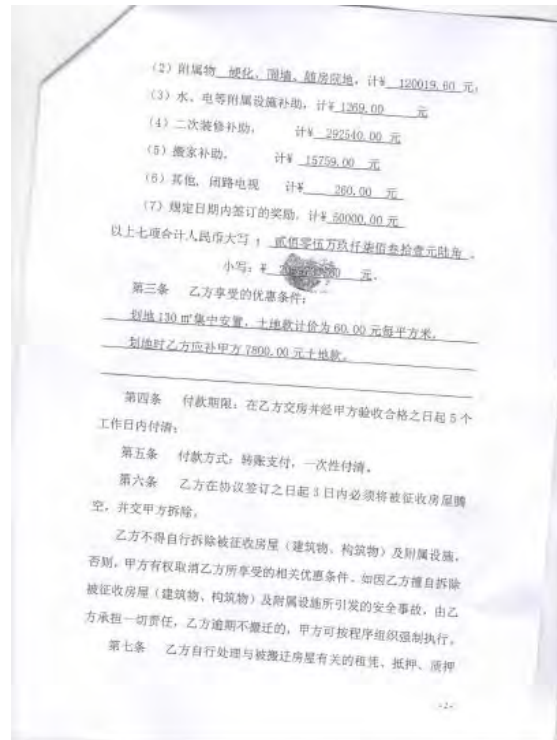 （2）附属物 硬化、围墙、随房院地，计￥ 120019.60 元；
（3）水、电等附属设施补助，计￥ 1269.00 元
（4）二次装修补助， 计￥ 292540.00 元
（5）搬家补助， 计￥ 15759.00 元
（6）其他，闭路电视 计￥ 260.00 元
（7）规定日期内签订的奖励，计￥ 50000.00 元
以上七项合计人民币大写： 贰佰零伍万玖仟柒佰叁拾壹元陆角 。
小写：￥ 元。
第三条 乙方享受的优惠条件：
划地130㎡集中安置，土地款计价为60.00元每平方米，
划地时乙方应补甲方7800.00元土地款。
第四条 付款期限：在乙方交房并经甲方验收合格之日起5个
工作日内付清；
第五条 付款方式：转账支付，一次性付清。
第六条 乙方在协议签订之日起3日内必须将被征收房屋腾
空，并交甲方拆除。
乙方不得自行拆除被征收房屋（建筑物、构筑物）及附属设施，
否则，甲方有权取消乙方所享受的相关优惠条件。如因乙方擅自拆除
被征收房屋（建筑物、构筑物）及附属设施所引发的安全事故，由乙
方承担一切责任，乙方逾期不搬迁的，甲方可按程序组织强制执行。
第七条 乙方自行处理与被搬迁房屋有关的租凭、抵押、质押
-2-